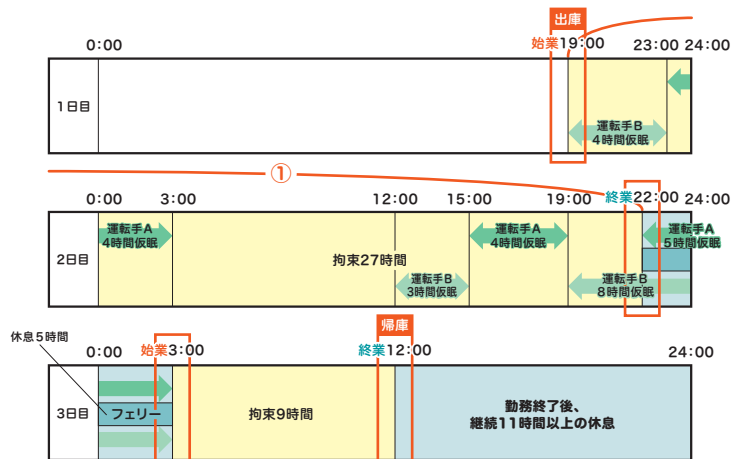 出庫
0:00 始業19:00 23:00 24:00
1日目
運転手B
4時間仮眠
①
0:00 3:00 12:00 15:00 19:00 終業22:00 24:00
2日目
運転手A
4時間仮眠
拘束27時間
運転手B
3時間仮眠
運転手A
4時間仮眠
運転手B
8時間仮眠
運転手A
5時間仮眠
帰庫
休息5時間
0:00 始業3:00 終業12:00 24:00
3日目
フェリー
拘束9時間
勤務終了後、
継続11時間以上の休息